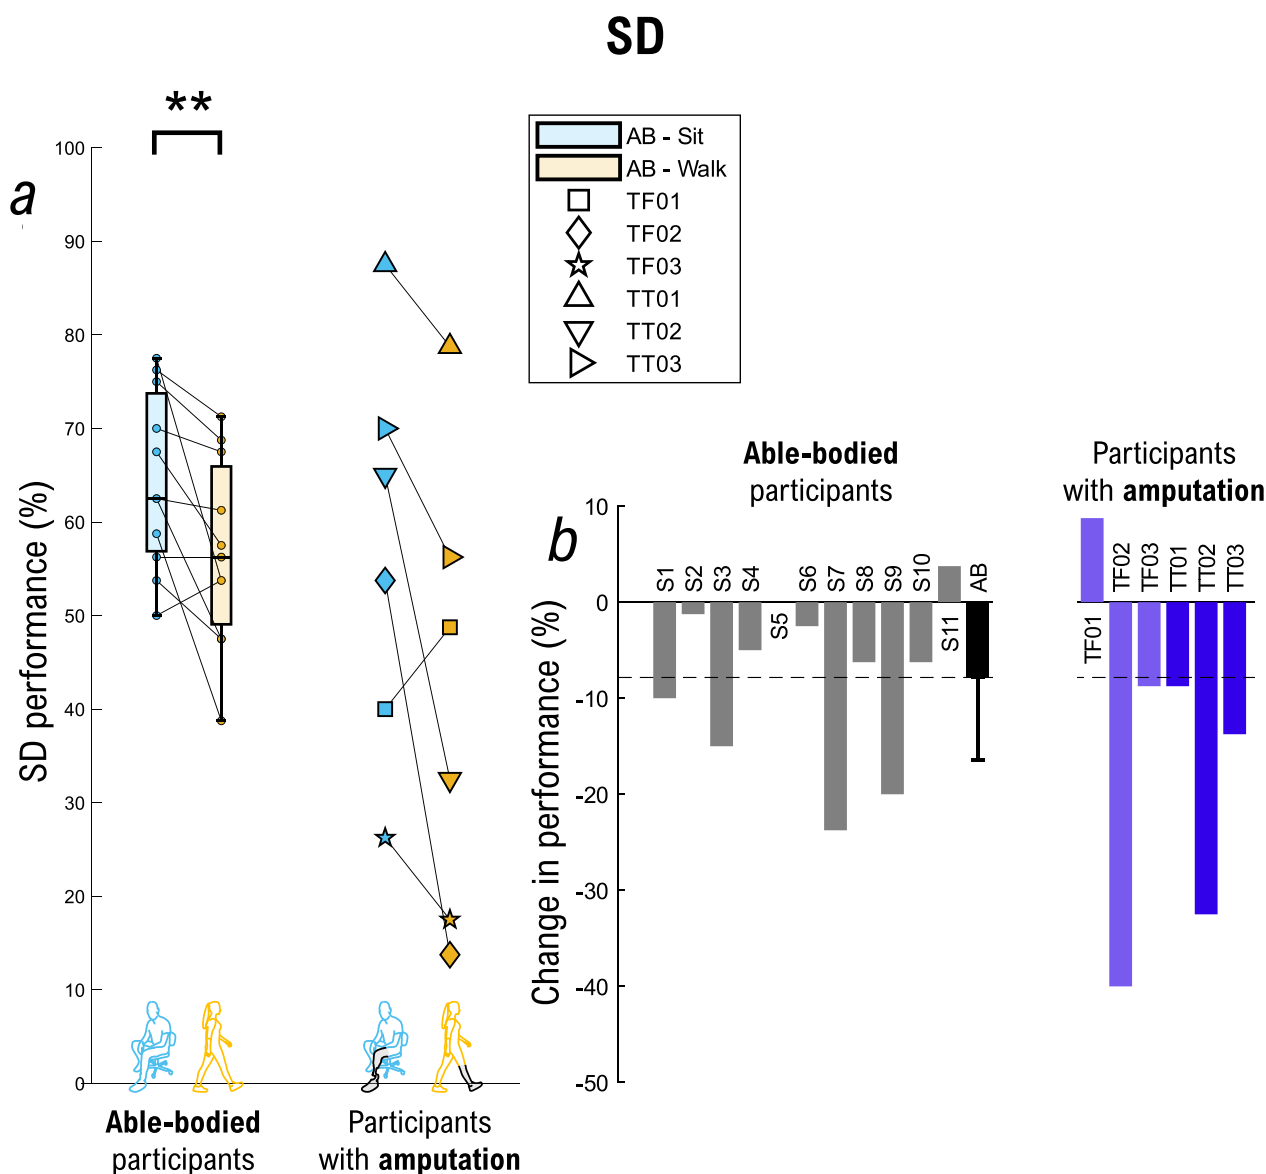 SD
**
a
100
90
80
70
60
50
40
30
20
10
0
SD performance (%)
Able-bodied
participants
Participants
with amputation
AB - Sit
AB - Walk
TF01
TF02
TF03
TT01
TT02
TT03
b
Able-bodied
participants
Participants
with amputation
10
0
-10
-20
-30
-40
-50
Change in performance (%)
S1
S2
S3
S4
S5
S6
S7
S8
S9
S10
S11
AB
TF01
TF02
TF03
TT01
TT02
TT03